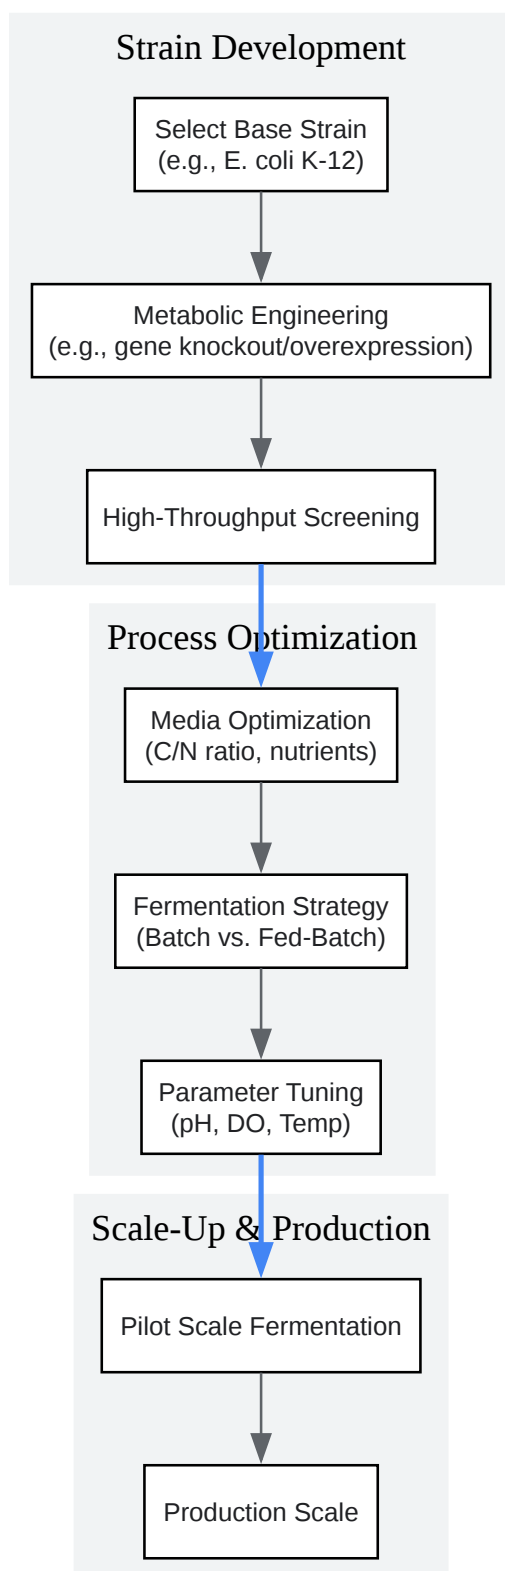 Strain Development
Select Base Strain
(e.g., E. coli K-12)
Metabolic Engineering
(e.g., gene knockout/overexpression)
High-Throughput Screening
Process Optimization
Media Optimization
(C/N ratio, nutrients)
Fermentation Strategy
(Batch vs. Fed-Batch)
Parameter Tuning
(pH, DO, Temp)
Scale-Up & Production
Pilot Scale Fermentation
Production Scale